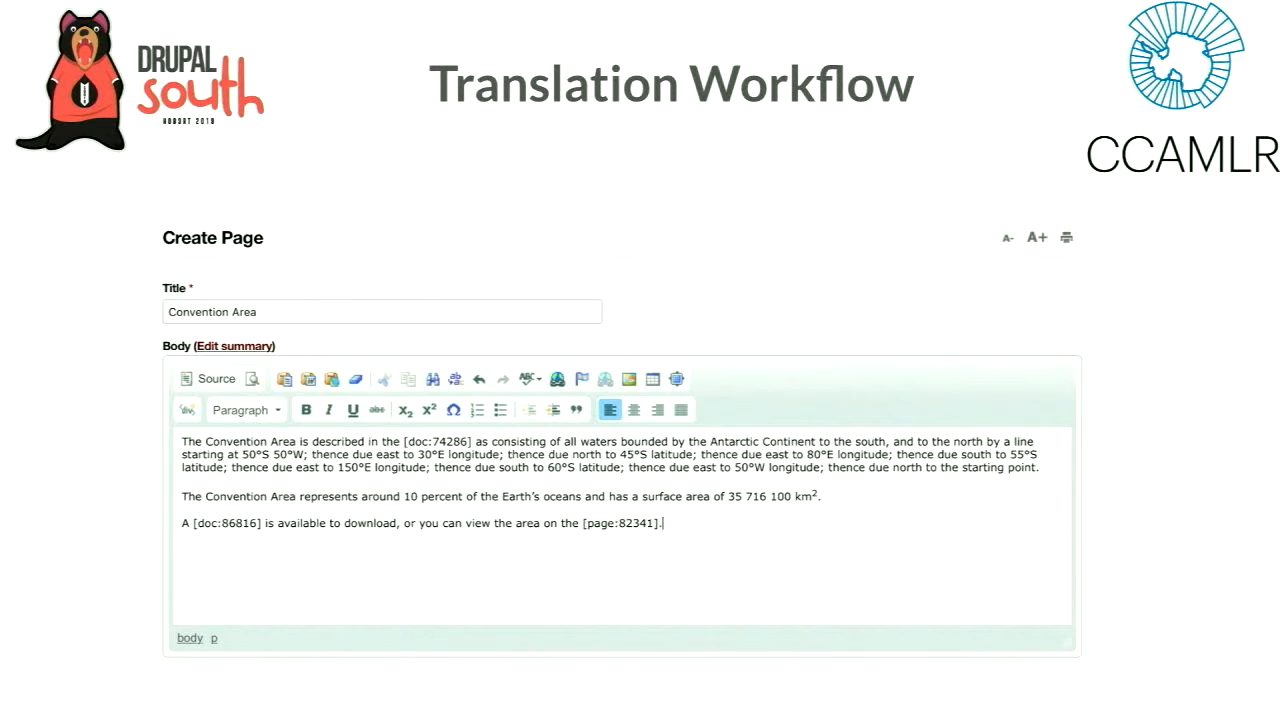 DRUPAL
south
HOBART 2019
Translation Workflow
CCAMLR
Create Page
A- A+
Title *
Convention Area
Body (Edit summary)
Source
ABC
Paragraph B I U abc X2 X² Ω
The Convention Area is described in the [doc:74286] as consisting of all waters bounded by the Antarctic Continent to the south, and to the north by a line
starting at 50°S 50°W; thence due east to 30°E longitude; thence due north to 45°S latitude; thence due east to 80°E longitude; thence due south to 55°S
latitude; thence due east to 150°E longitude; thence due south to 60°S latitude; thence due east to 50°W longitude; thence due north to the starting point.
The Convention Area represents around 10 percent of the Earth’s oceans and has a surface area of 35 716 100 km².
A [doc:86816] is available to download, or you can view the area on the [page:82341].
body p